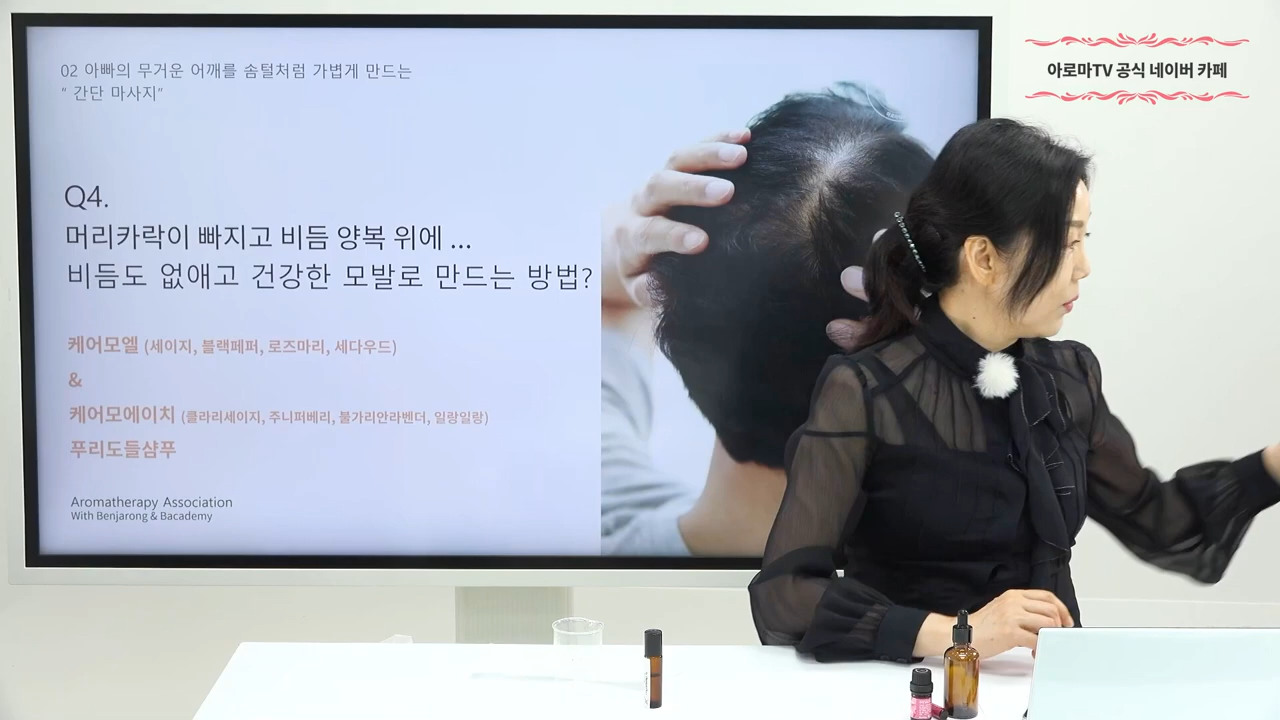 02 아빠의 무거운 어깨를 솜털처럼 가볍게 만드는
“ 간단 마사지”
Q4.
머리카락이 빠지고 비듬 양복 위에 ...
비듬도 없애고 건강한 모발로 만드는 방법?
케어모엘 (세이지, 블랙페퍼, 로즈마리, 세다우드)
&
케어모에이치 (클라리세이지, 주니퍼베리, 불가리안라벤더, 일랑일랑)
푸리도들샴푸
Aromatherapy Association
With Benjarong & Bacademy
아로마TV 공식 네이버 카페